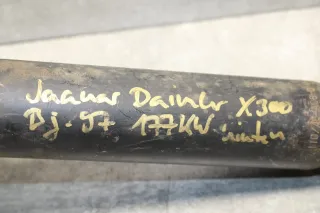 Jaguar Daimler X300
Bj. 97 177KW hinten